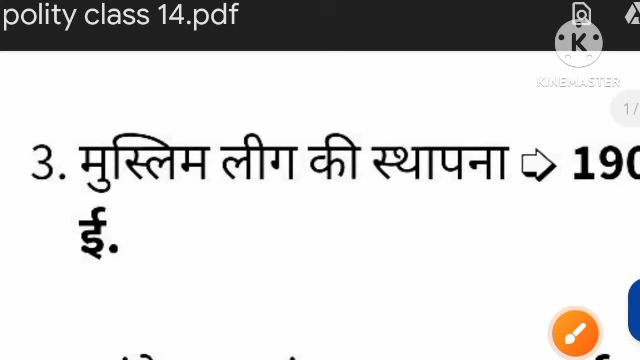 polity class 14.pdf
K
KINEMASTER
1/
3. मुस्लिम लीग की स्थापना ⇨ 190
ई.